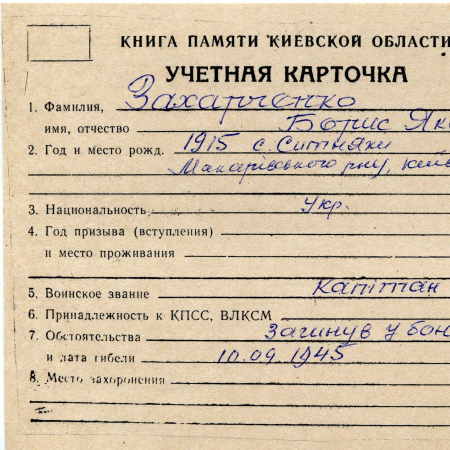 КНИГА ПАМЯТИ КИЕВСКОЙ ОБЛАСТИ
УЧЕТНАЯ КАРТОЧКА
1. Фамилия, Захарченко
имя, отчество Борис Як
2. Год и место рожд. 1915 с. Ситняки
Макарівського р-ну, Київ
3. Национальность укр.
4. Год призыва (вступления)
и место проживания
5. Воинское звание капітан
6. Принадлежность к КПСС, ВЛКСМ
7. Обстоятельства загинув у бою
и дата гибели 10.09.1945
8. Место захоронения